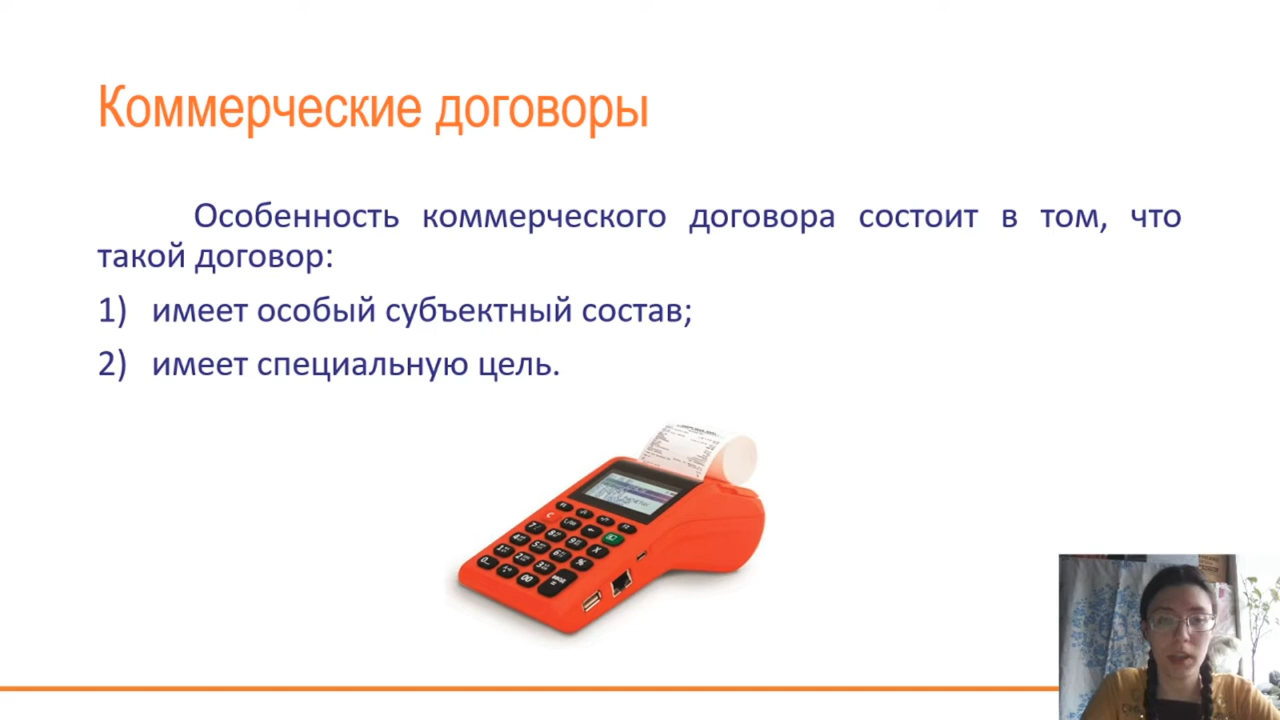 Коммерческие договоры
Особенность коммерческого договора состоит в том, что
такой договор:
1) имеет особый субъектный состав;
2) имеет специальную цель.